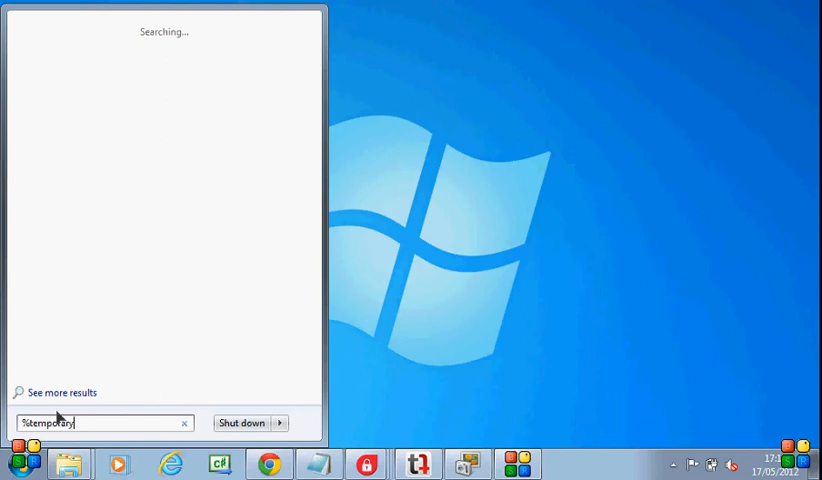 Searching...
See more results
%temporary
Shut down
C#
17/05/2012